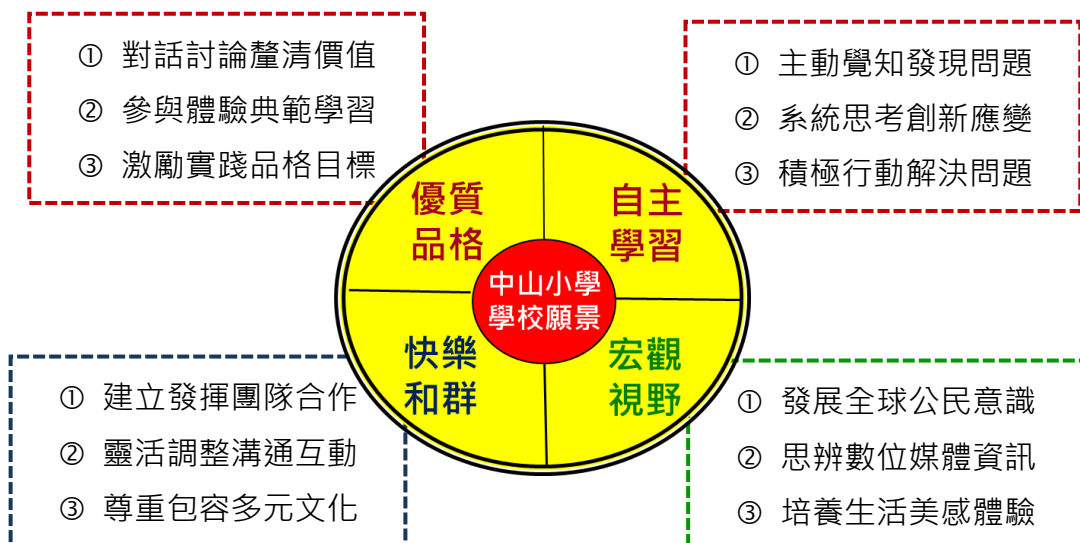 ① 對話討論釐清價值
② 參與體驗典範學習
③ 激勵實踐品格目標
① 主動覺知發現問題
② 系統思考創新應變
③ 積極行動解決問題
優質
品格
自主
學習
中山小學
學校願景
快樂
和群
宏觀
視野
① 建立發揮團隊合作
② 靈活調整溝通互動
③ 尊重包容多元文化
① 發展全球公民意識
② 思辨數位媒體資訊
③ 培養生活美感體驗